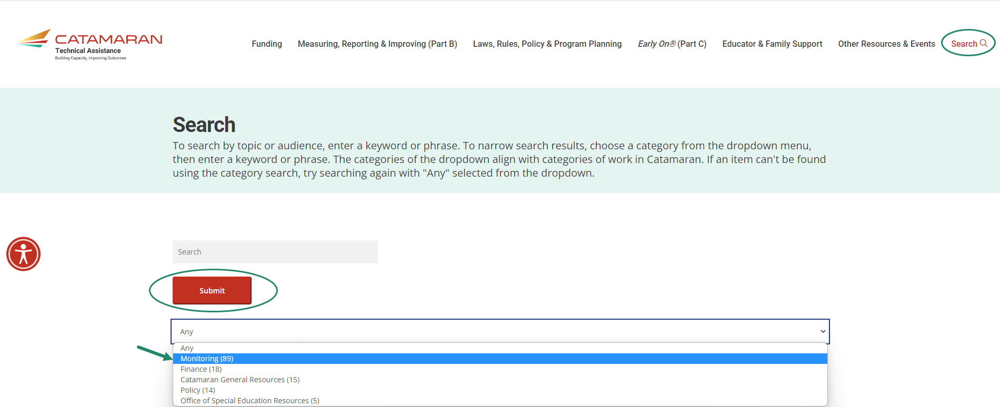 CATAMARAN
Technical Assistance
Building Capacity, Improving Outcomes
Funding
Measuring, Reporting & Improving (Part B)
Laws, Rules, Policy & Program Planning
Early On® (Part C)
Educator & Family Support
Other Resources & Events
Search
Search
To search by topic or audience, enter a keyword or phrase. To narrow search results, choose a category from the dropdown menu,
then enter a keyword or phrase. The categories of the dropdown align with categories of work in Catamaran. If an item can't be found
using the category search, try searching again with "Any" selected from the dropdown.
Search
Submit
Any
Any
Monitoring (89)
Finance (18)
Catamaran General Resources (15)
Policy (14)
Office of Special Education Resources (5)